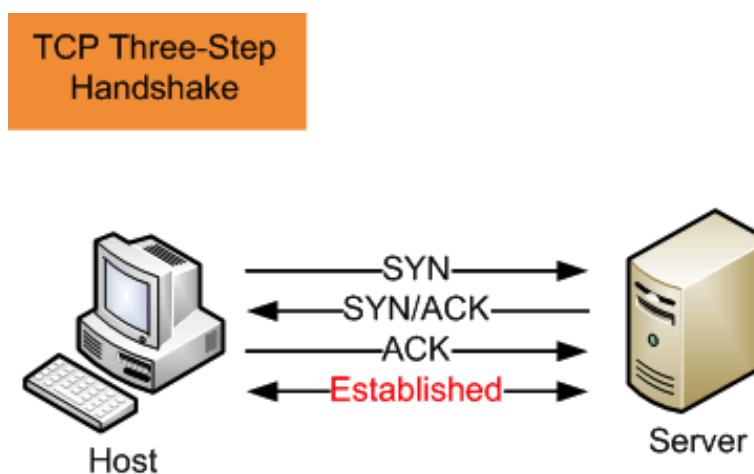 TCP Three-Step
Handshake
SYN
SYN/ACK
ACK
Established
Host
Server